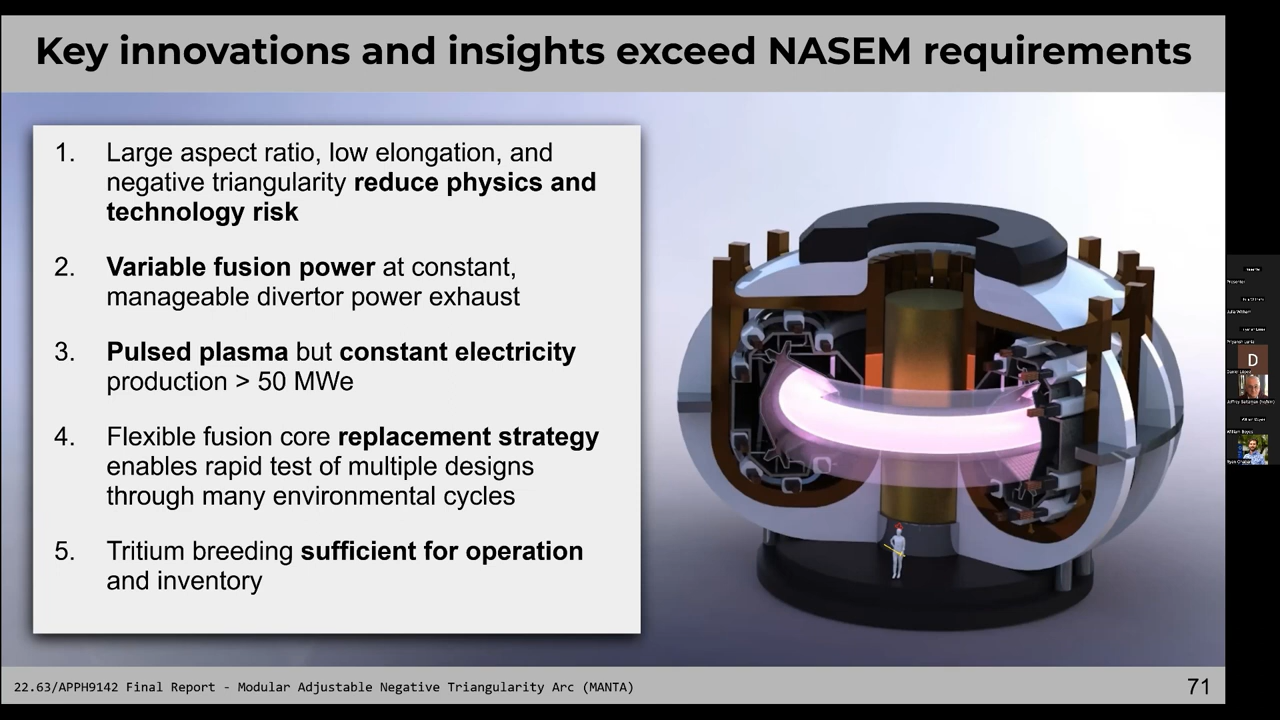 Key innovations and insights exceed NASEM requirements
1. Large aspect ratio, low elongation, and
negative triangularity reduce physics and
technology risk
2. Variable fusion power at constant,
manageable divertor power exhaust
3. Pulsed plasma but constant electricity
production > 50 MWe
4. Flexible fusion core replacement strategy
enables rapid test of multiple designs
through many environmental cycles
5. Tritium breeding sufficient for operation
and inventory
22.63/APPH9142 Final Report - Modular Adjustable Negative Triangularity Arc (MANTA)
71
Presenter
D